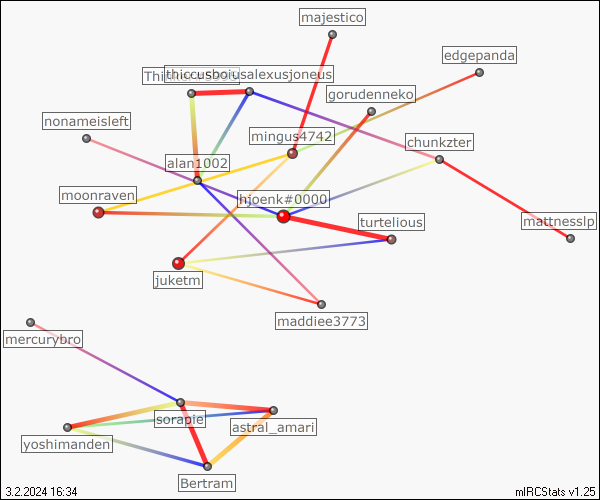 majestico
edgepanda
thiccusboiusalexusjoneus
gorudenneko
nonameisleft
mingus4742
chunkzter
alan1002
moonraven
hjoenk#0000
turtelious
mattnesslp
juketm
maddiee3773
mercurybro
sorapie
astral_amari
yoshimanden
Bertram
3.2.2024 16:34
mIRCStats v1.25